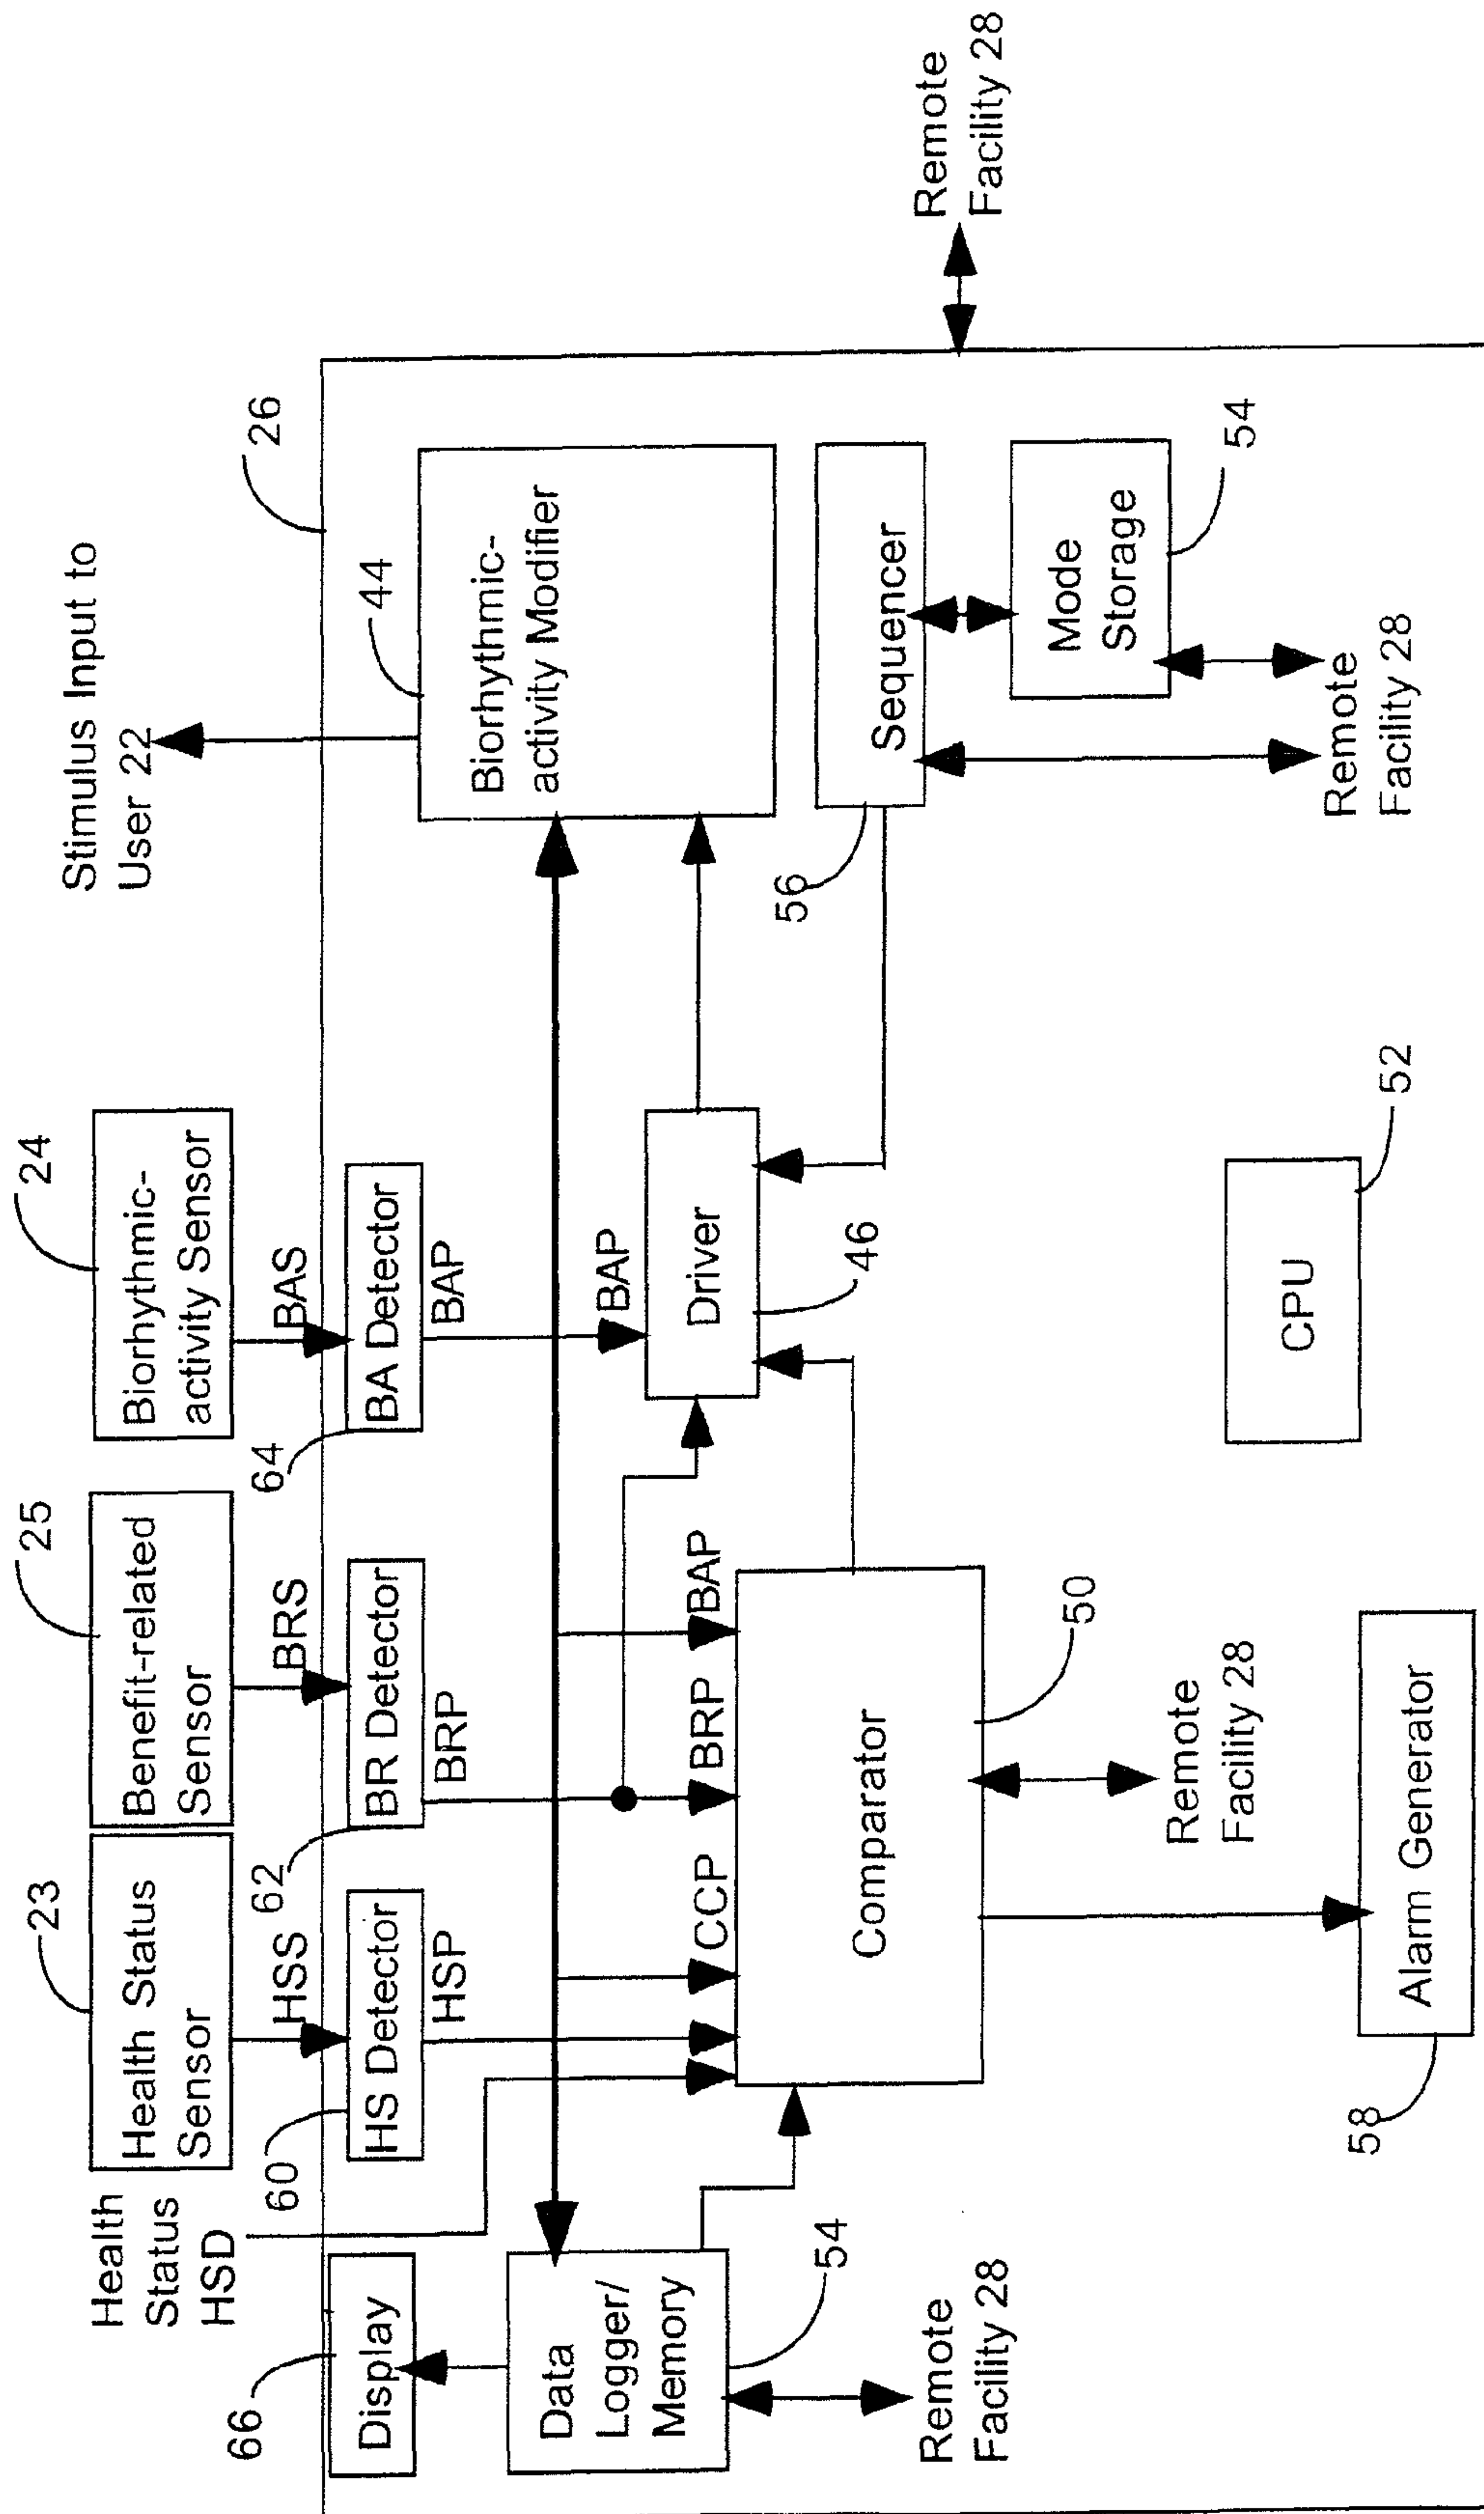 Health
Status
HSD
23
Health Status
Sensor
HSS
25
Benefit-related
Sensor
BRS
24
Biorhythmic-
activity Sensor
BAS
Stimulus Input to
User 22
26
66
Display
60
HS Detector
HSP
62
BR Detector
BRP
64
BA Detector
BAP
44
Biorhythmic-
activity Modifier
Data
Logger/
Memory
54
Remote
Facility 28
CCP
BRP
BAP
Comparator
50
Remote
Facility 28
BAP
Driver
46
56
Sequencer
Mode
Storage
54
Remote
Facility 28
Remote
Facility 28
CPU
52
58
Alarm Generator